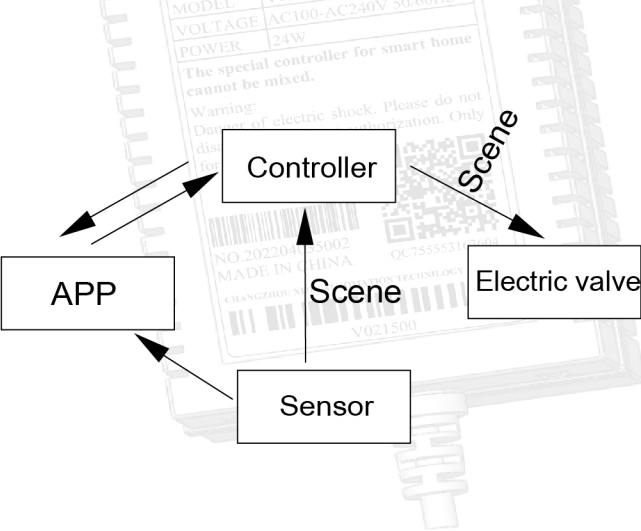 MODEL
VOLTAGE AC100-AC240V 50/60Hz
POWER 24W
The special controller for smart home
cannot be mixed.
Warning:
Danger of electric shock. Please do not
authorization. Only
Controller
Scene
MADE IN CHINA
APP
Scene
Electric valve
V021500
Sensor